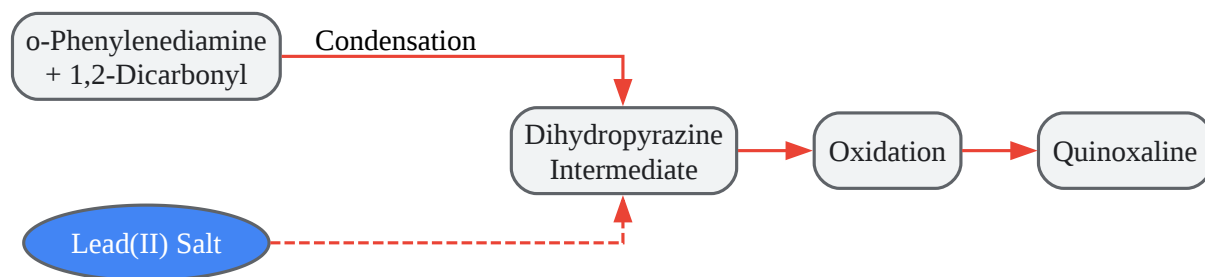 o-Phenylenediamine
+ 1,2-Dicarbonyl
Condensation
Dihydropyrazine
Intermediate
Oxidation
Quinoxaline
Lead(II) Salt